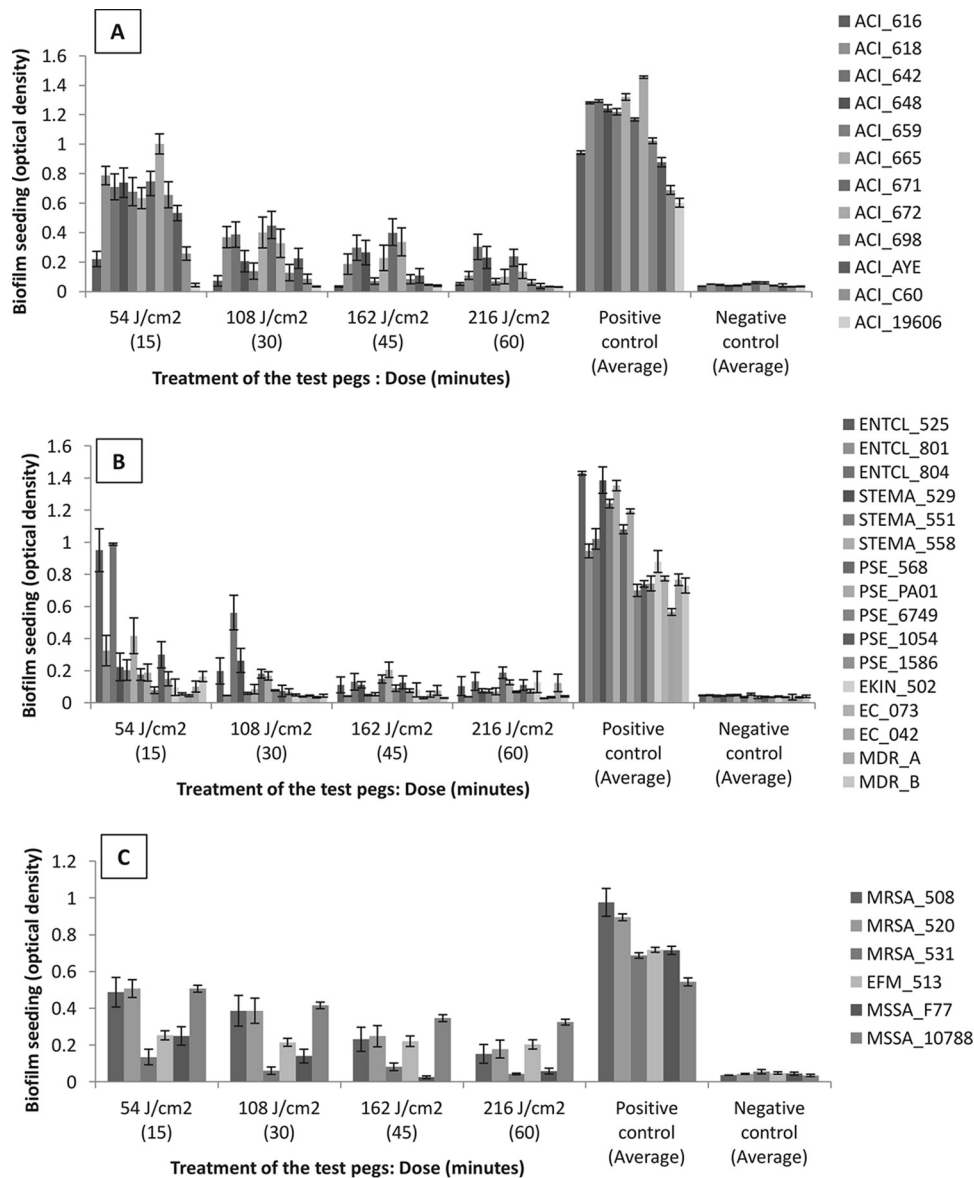 A
Biofilm seeding (optical density)
1.6
1.4
1.2
1
0.8
0.6
0.4
0.2
0
54 J/cm2 108 J/cm2 162 J/cm2 216 J/cm2 Positive Negative
(15) (30) (45) (60) control control
(Average) (Average)
Treatment of the test pegs : Dose (minutes)
ACI_616
ACI_618
ACI_642
ACI_648
ACI_659
ACI_665
ACI_671
ACI_672
ACI_698
ACI_AYE
ACI_C60
ACI_19606
B
Biofilm seeding (optical density)
1.6
1.4
1.2
1
0.8
0.6
0.4
0.2
0
54 J/cm2 108 J/cm2 162 J/cm2 216 J/cm2 Positive Negative
(15) (30) (45) (60) control control
(Average) (Average)
Treatment of the test pegs: Dose (minutes)
ENTCL_525
ENTCL_801
ENTCL_804
STEMA_529
STEMA_551
STEMA_558
PSE_568
PSE_PA01
PSE_6749
PSE_1054
PSE_1586
EKIN_502
EC_073
EC_042
MDR_A
MDR_B
C
Biofilm seeding (optical density)
1.2
1
0.8
0.6
0.4
0.2
0
54 J/cm2 108 J/cm2 162 J/cm2 216 J/cm2 Positive Negative
(15) (30) (45) (60) control control
(Average) (Average)
Treatment of the test pegs: Dose (minutes)
MRSA_508
MRSA_520
MRSA_531
EFM_513
MSSA_F77
MSSA_10788